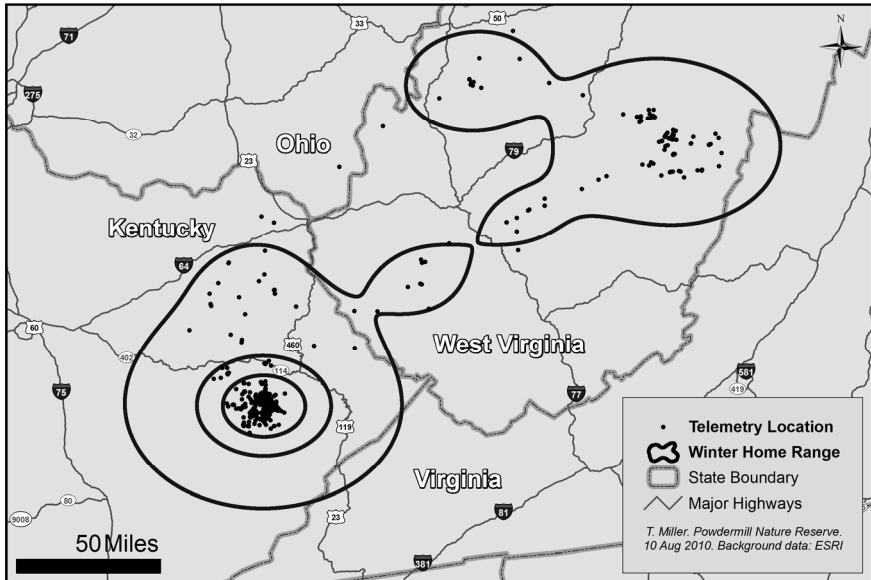 50
33
N
71
275
32
Ohio
79
23
Kentucky
64
60
West Virginia
460
402
114
581
419
75
77
119
Telemetry Location
Winter Home Range
State Boundary
Major Highways
T. Miller. Powdermill Nature Reserve.
10 Aug 2010. Background data: ESRI
Virginia
80
9008
23
81
50 Miles
381